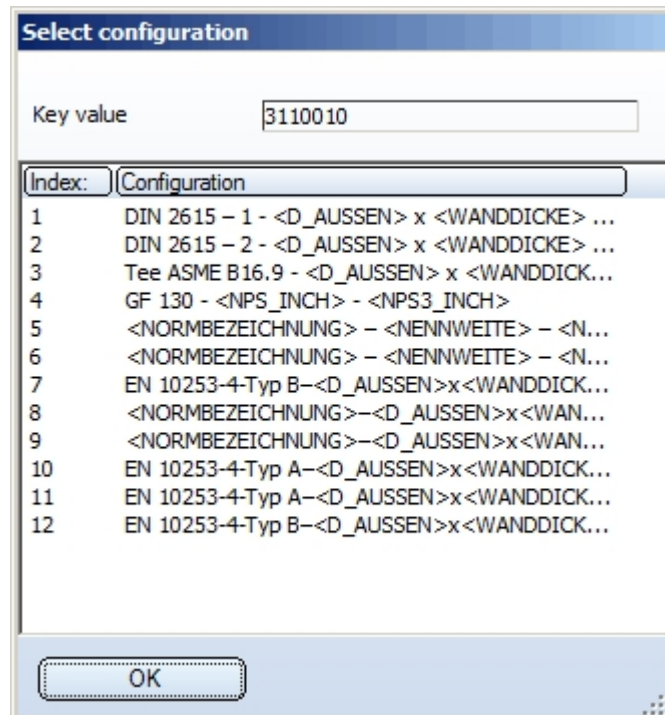 Select configuration
Key value 3110010
Index: Configuration
1 DIN 2615 – 1 - <D_AUSSEN> x <WANDDICKE> ...
2 DIN 2615 – 2 - <D_AUSSEN> x <WANDDICKE> ...
3 Tee ASME B16.9 - <D_AUSSEN> x <WANDDICK...
4 GF 130 - <NPS_INCH> - <NPS3_INCH>
5 <NORMBEZEICHNUNG> – <NENNWEITE> – <N...
6 <NORMBEZEICHNUNG> – <NENNWEITE> – <N...
7 EN 10253-4-Typ B–<D_AUSSEN>x<WANDDICK...
8 <NORMBEZEICHNUNG>–<D_AUSSEN>x<WAN...
9 <NORMBEZEICHNUNG>–<D_AUSSEN>x<WAN...
10 EN 10253-4-Typ A–<D_AUSSEN>x<WANDDICK...
11 EN 10253-4-Typ A–<D_AUSSEN>x<WANDDICK...
12 EN 10253-4-Typ B–<D_AUSSEN>x<WANDDICK...
OK